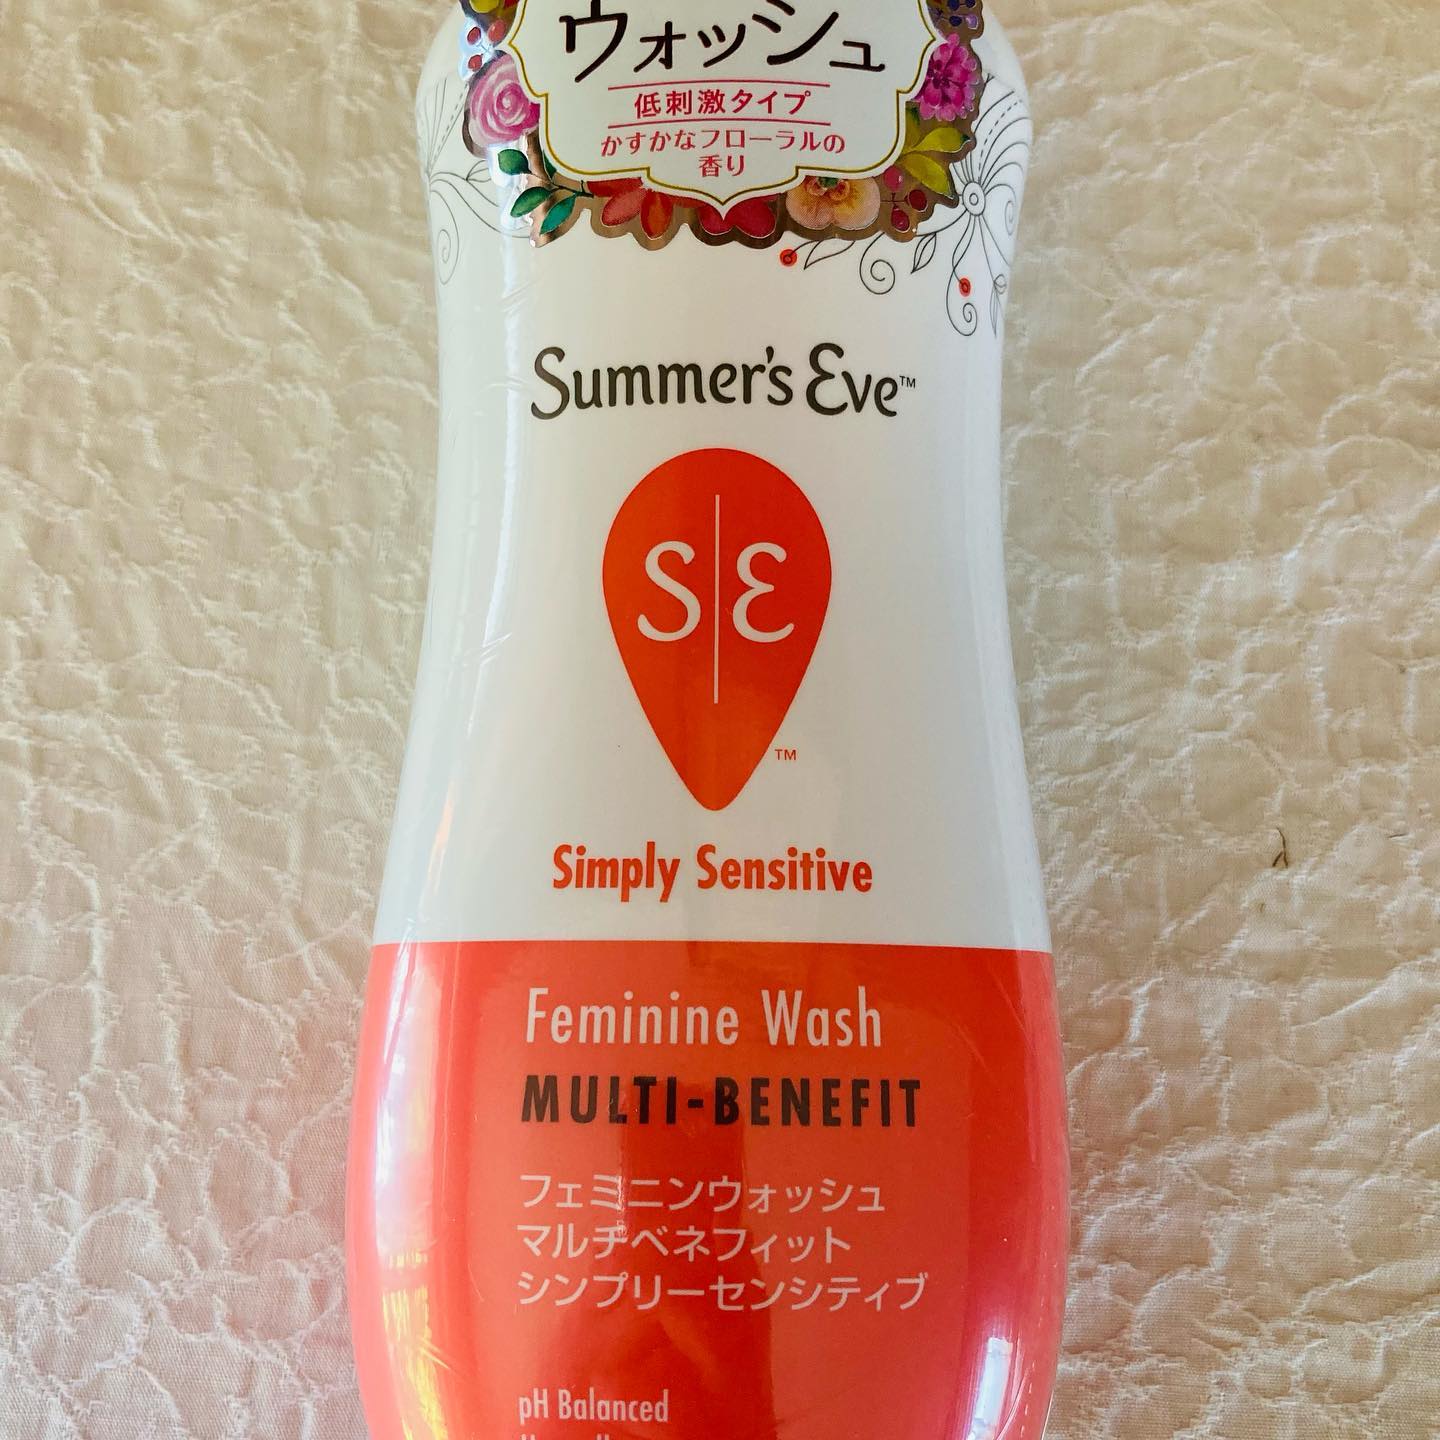 ウォッシュ
低刺激タイプ
かすかなフローラルの
香り
Summer's Eve™
S|E
™
Simply Sensitive
Feminine Wash
MULTI-BENEFIT
フェミニンウォッシュ
マルチベネフィット
シンプリーセンシティブ
pH Balanced